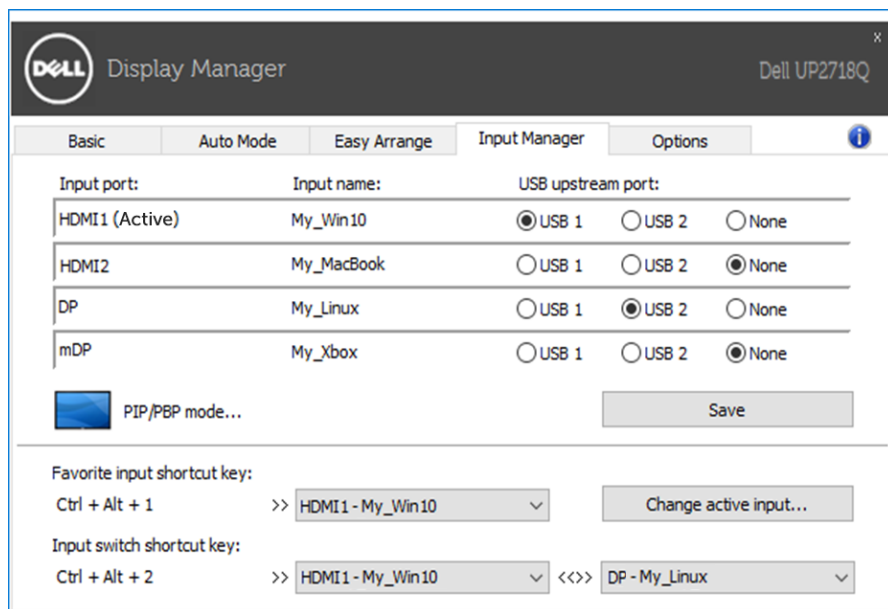 x
DELL Display Manager Dell UP2718Q
Basic Auto Mode Easy Arrange Input Manager Options i
Input port: Input name: USB upstream port:
HDMI1 (Active) My_Win10 USB 1 USB 2 None
HDMI2 My_MacBook USB 1 USB 2 None
DP My_Linux USB 1 USB 2 None
mDP My_Xbox USB 1 USB 2 None
PIP/PBP mode... Save
Favorite input shortcut key:
Ctrl + Alt + 1 >> HDMI1 - My_Win10 Change active input...
Input switch shortcut key:
Ctrl + Alt + 2 >> HDMI1 - My_Win10 <<>> DP - My_Linux